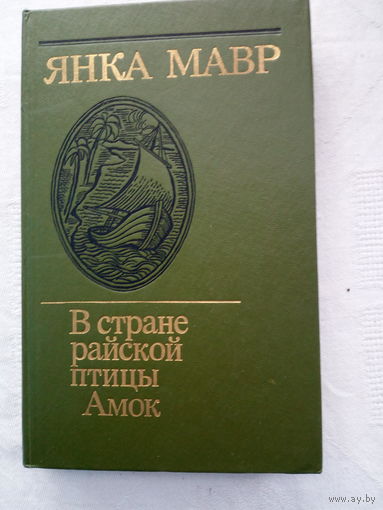 ЯНКА МАВР
В стране
райской
птицы
Амок
www.ay.by